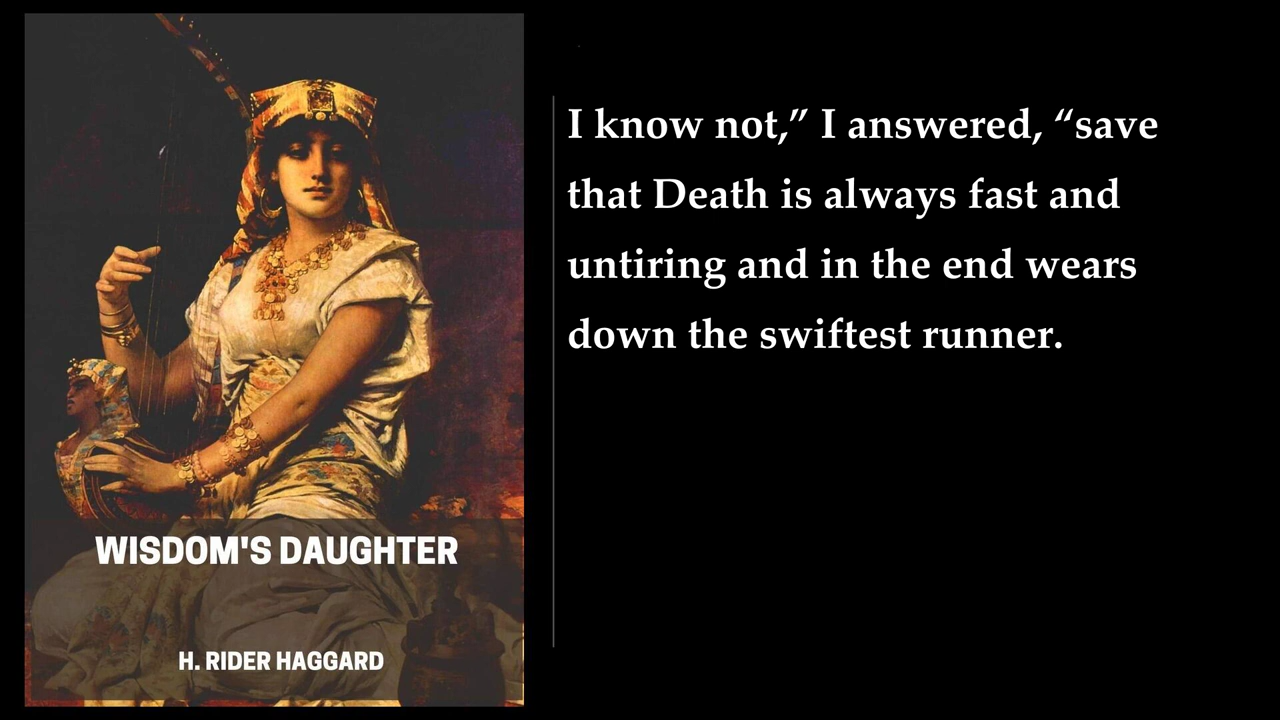 WISDOM'S DAUGHTER
H. RIDER HAGGARD
I know not,” I answered, “save
that Death is always fast and
untiring and in the end wears
down the swiftest runner.